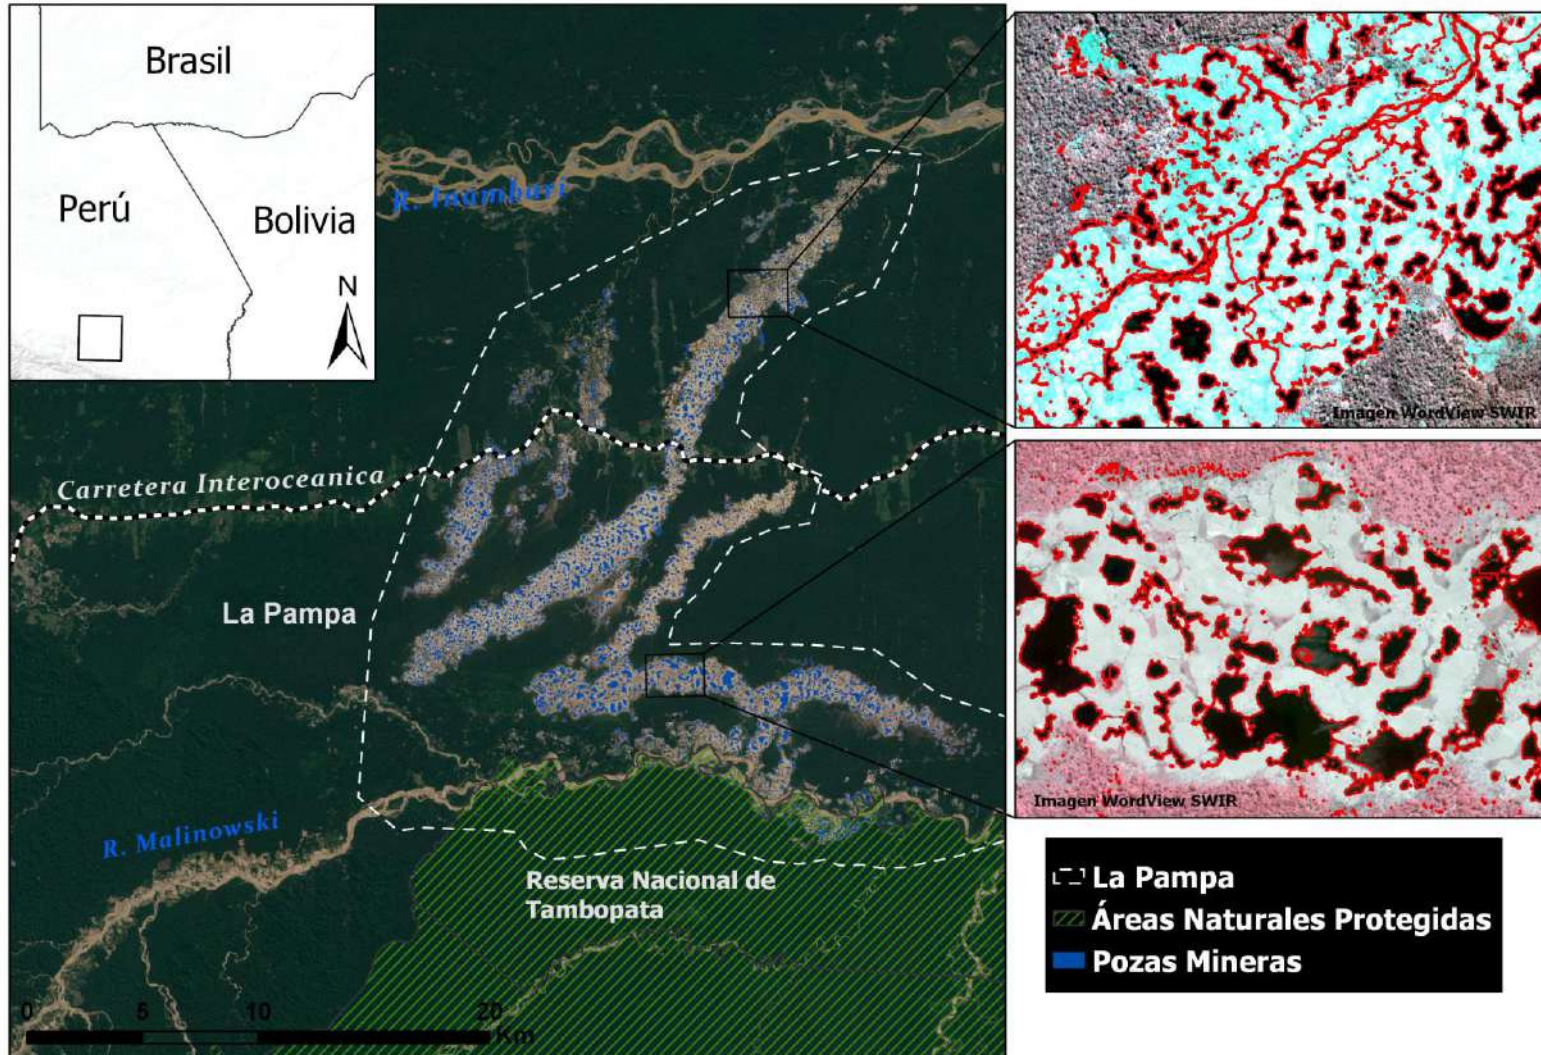 Brasil
Perú
Bolivia
N
R. Inambari
Carretera Interoceanica
La Pampa
R. Malinowski
Reserva Nacional de
Tambopata
0 5 10 20
Km
Imagen WordView SWIR
Imagen WordView SWIR
La Pampa
Áreas Naturales Protegidas
Pozas Mineras